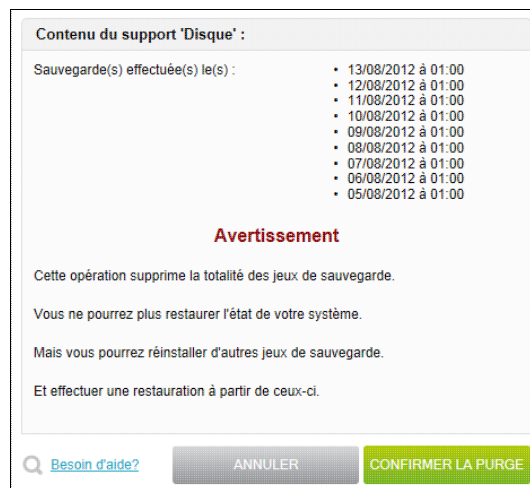 Contenu du support 'Disque' :
Sauvegarde(s) effectuée(s) le(s) :
• 13/08/2012 à 01:00
• 12/08/2012 à 01:00
• 11/08/2012 à 01:00
• 10/08/2012 à 01:00
• 09/08/2012 à 01:00
• 08/08/2012 à 01:00
• 07/08/2012 à 01:00
• 06/08/2012 à 01:00
• 05/08/2012 à 01:00
Avertissement
Cette opération supprime la totalité des jeux de sauvegarde.
Vous ne pourrez plus restaurer l'état de votre système.
Mais vous pourrez réinstaller d'autres jeux de sauvegarde.
Et effectuer une restauration à partir de ceux-ci.
Besoin d'aide?
ANNULER
CONFIRMER LA PURGE